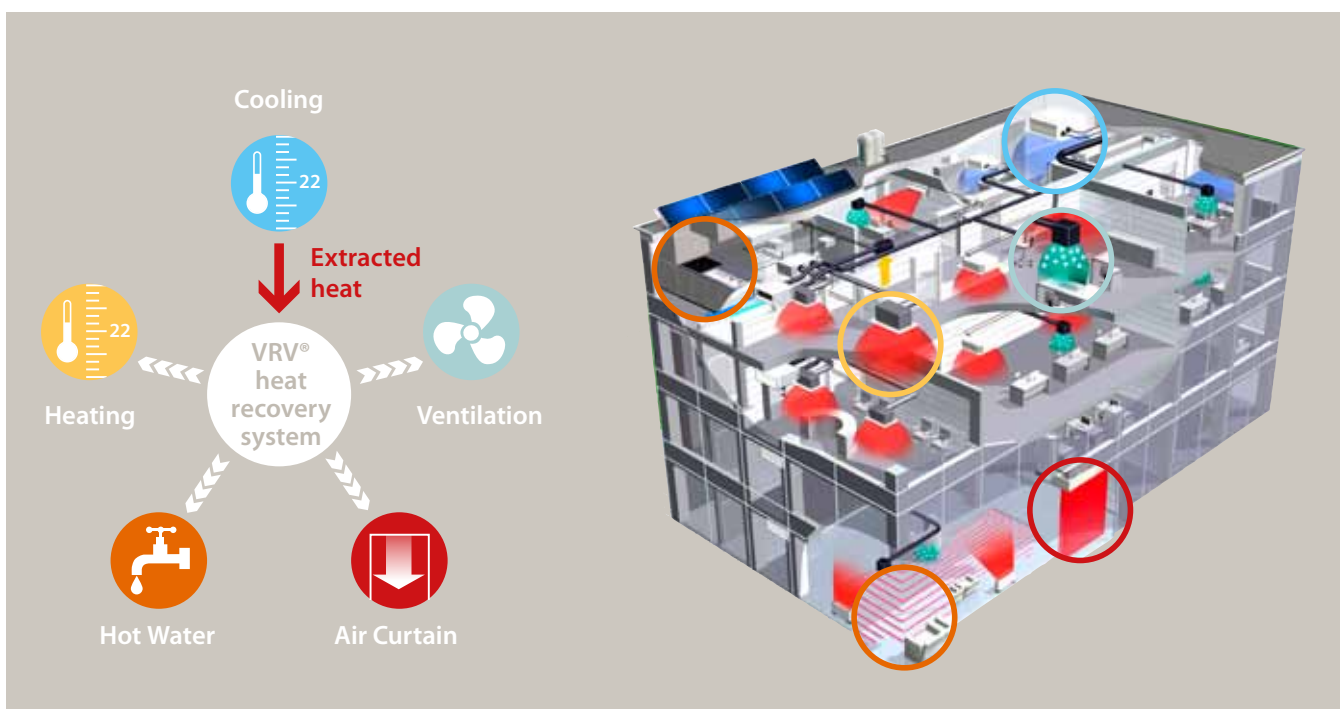 Cooling
22
Extracted
heat
22
VRV®
heat
recovery
system
Heating
Ventilation
Hot Water
Air Curtain